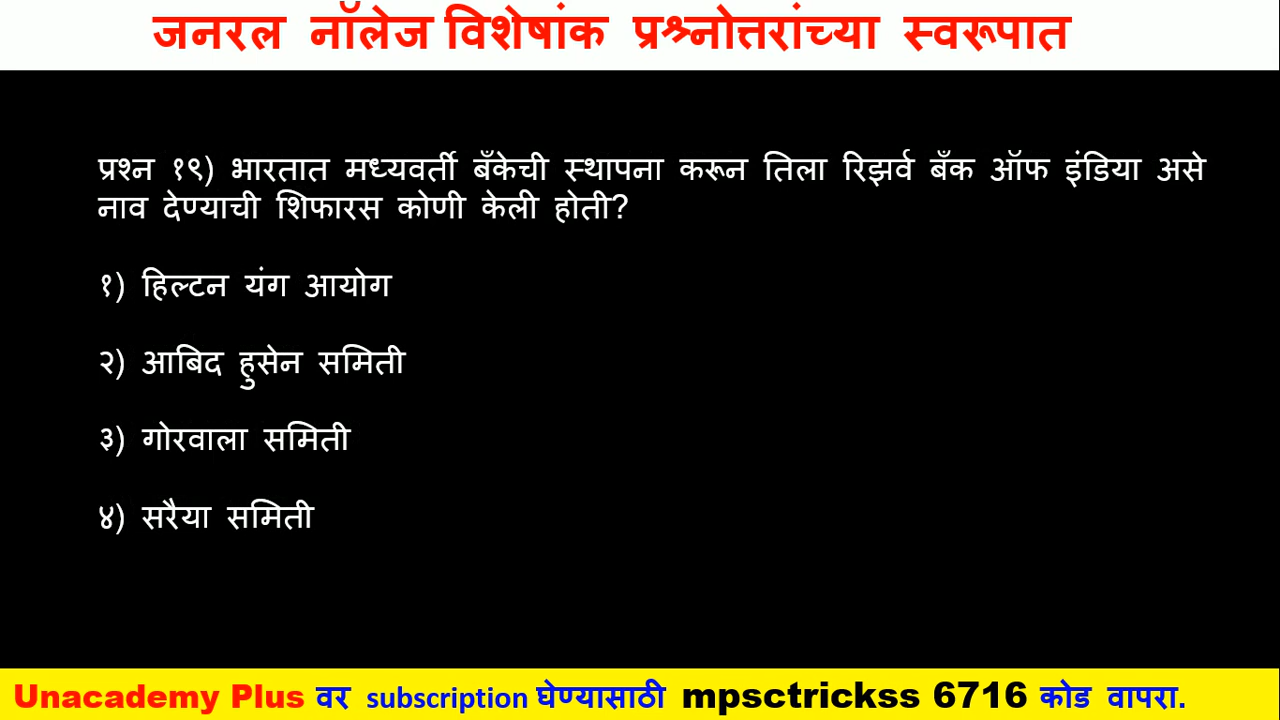 जनरल नॉलेज विशेषांक प्रश्नोत्तरांच्या स्वरूपात
प्रश्न १९) भारतात मध्यवर्ती बँकेची स्थापना करून तिला रिझर्व बँक ऑफ इंडिया असे
नाव देण्याची शिफारस कोणी केली होती?
१) हिल्टन यंग आयोग
२) आबिद हुसेन समिती
३) गोरवाला समिती
४) सरैया समिती
Unacademy Plus वर subscription घेण्यासाठी mpsctrickss 6716 कोड वापरा.